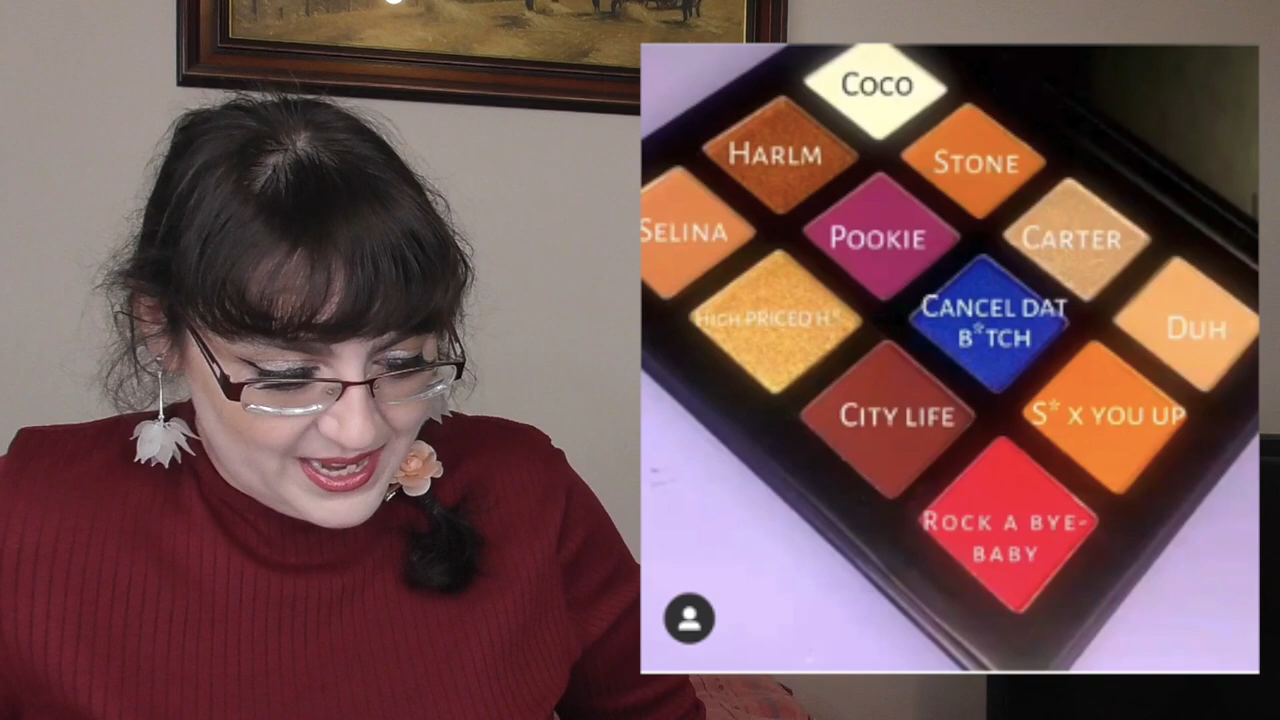 COCO
HARLM
STONE
SELINA
POOKIE
CARTER
HIGH PRICED H*
CANCEL DAT
B*TCH
DUH
CITY LIFE
S* X YOU UP
ROCK A BYE-
BABY